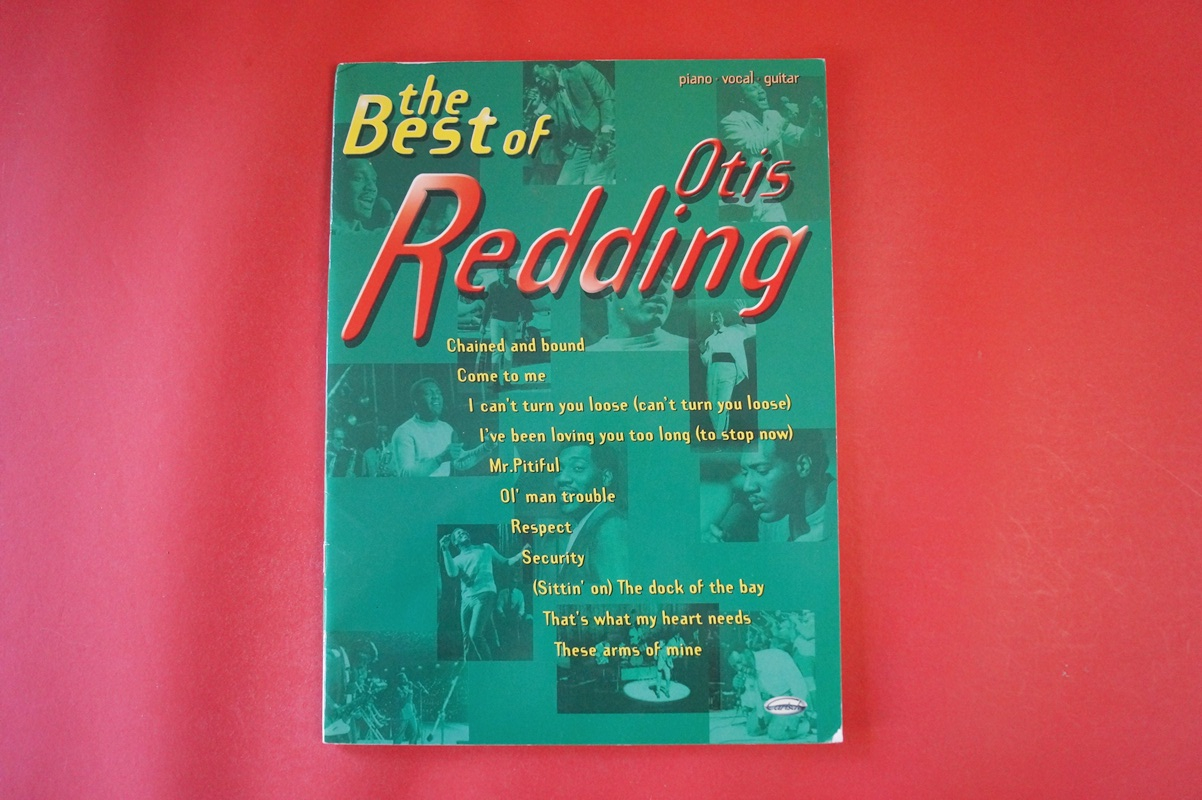 piano · vocal · guitar
the
Best of
Otis
Redding
Chained and bound
Come to me
I can't turn you loose (can't turn you loose)
I've been loving you too long (to stop now)
Mr.Pitiful
Ol' man trouble
Respect
Security
(Sittin' on) The dock of the bay
That's what my heart needs
These arms of mine
Carisch